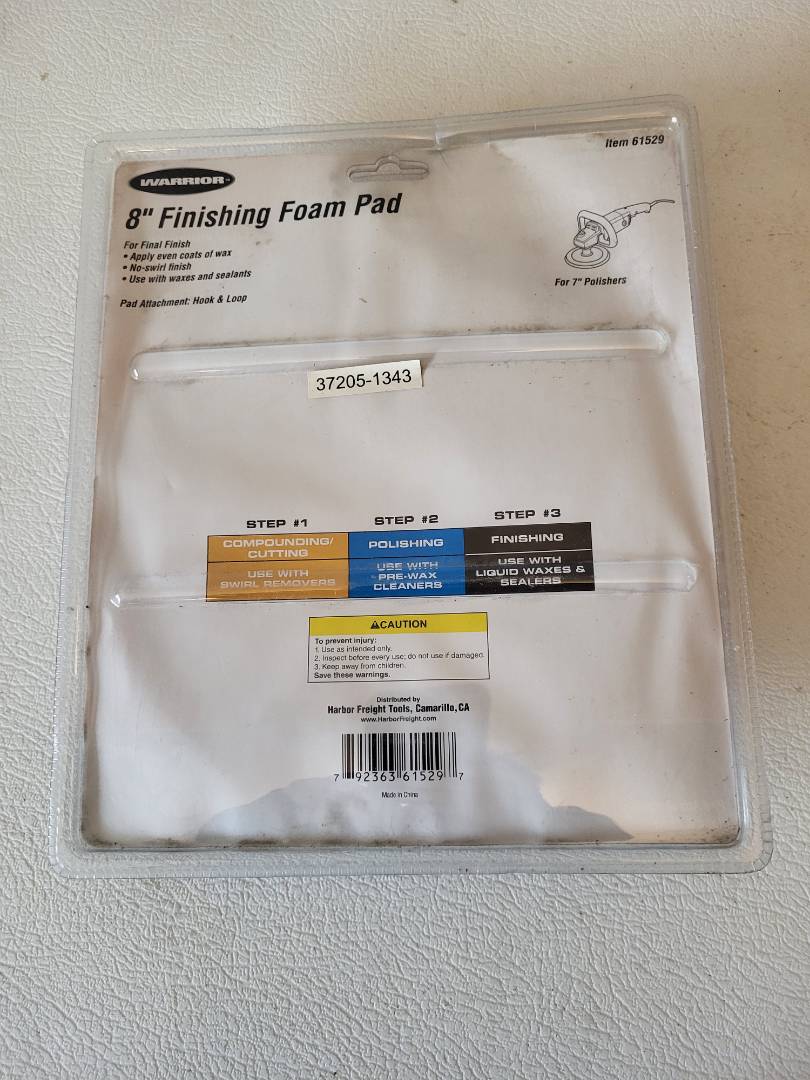 Item 61529
WARRIOR
8" Finishing Foam Pad
For Final Finish
• Apply even coats of wax
• No-swirl finish
• Use with waxes and sealants
Pad Attachment: Hook & Loop
For 7" Polishers
37205-1343
STEP #1
COMPOUNDING/
CUTTING
USE WITH
SWIRL REMOVERS
STEP #2
POLISHING
USE WITH
PRE-WAX
CLEANERS
STEP #3
FINISHING
USE WITH
LIQUID WAXES &
SEALERS
⚠CAUTION
To prevent injury:
1. Use as intended only.
2. Inspect before every use; do not use if damaged.
3. Keep away from children.
Save these warnings.
Distributed by
Harbor Freight Tools, Camarillo, CA
www.HarborFreight.com
7 92363 61529 7
Made in China